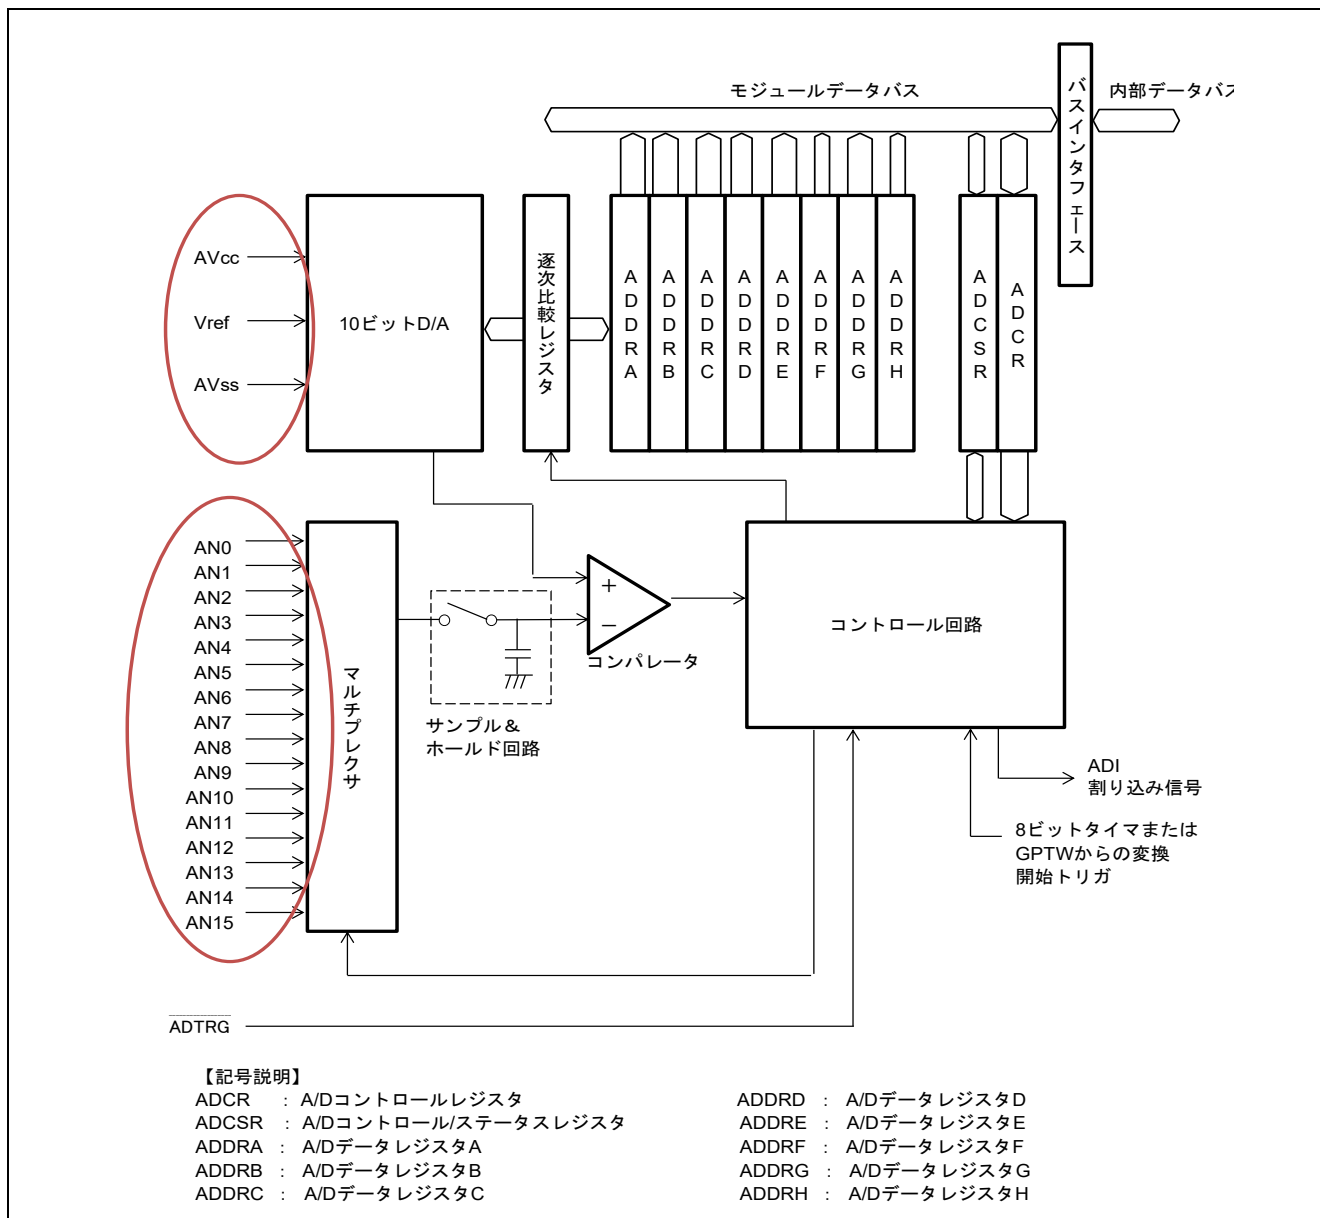 モジュールデータバス
内部データバス
バスインタフェース
AVcc
Vref
AVss
10ビットD/A
逐次比較レジスタ
ADDRA
ADDRB
ADDRC
ADDRD
ADDRE
ADDRF
ADDRG
ADDRH
ADCSR
ADCR
AN0
AN1
AN2
AN3
AN4
AN5
AN6
AN7
AN8
AN9
AN10
AN11
AN12
AN13
AN14
AN15
マルチプレクサ
サンプル&
ホールド回路
+
−
コンパレータ
コントロール回路
ADI
割り込み信号
8ビットタイマまたは
GPTWからの変換
開始トリガ
ADTRG
【記号説明】
ADCR : A/Dコントロールレジスタ
ADCSR : A/Dコントロール/ステータスレジスタ
ADDRA : A/DデータレジスタA
ADDRB : A/DデータレジスタB
ADDRC : A/DデータレジスタC
ADDRD : A/DデータレジスタD
ADDRE : A/DデータレジスタE
ADDRF : A/DデータレジスタF
ADDRG : A/DデータレジスタG
ADDRH : A/DデータレジスタH